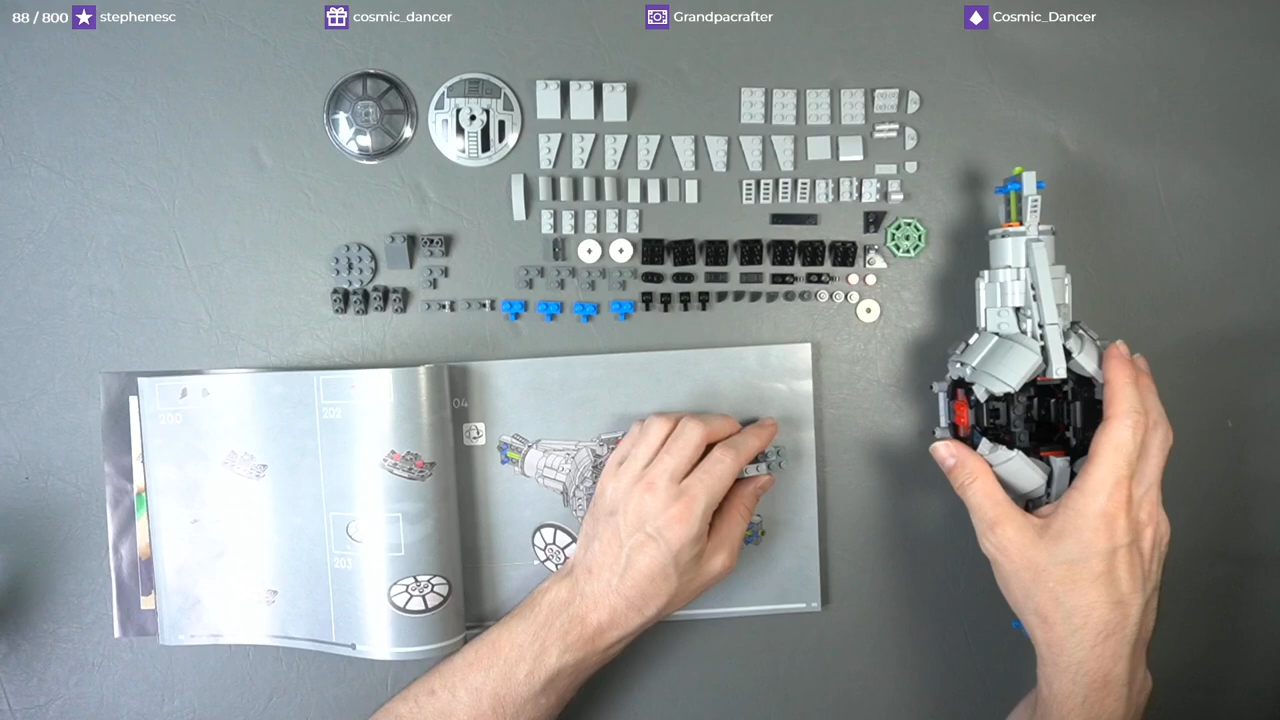 88 / 800 stephenesc
cosmic_dancer
Grandpacrafter
Cosmic_Dancer
200
202
04
203